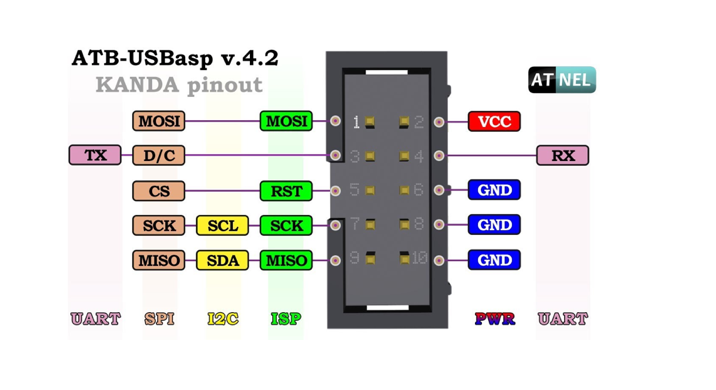 ATB-USBasp v.4.2
KANDA pinout
AT NEL
MOSI MOSI 1 2 VCC
TX D/C 3 4 RX
CS RST 5 6 GND
SCK SCL SCK 7 8 GND
MISO SDA MISO 9 10 GND
UART SPI I2C ISP PWR UART